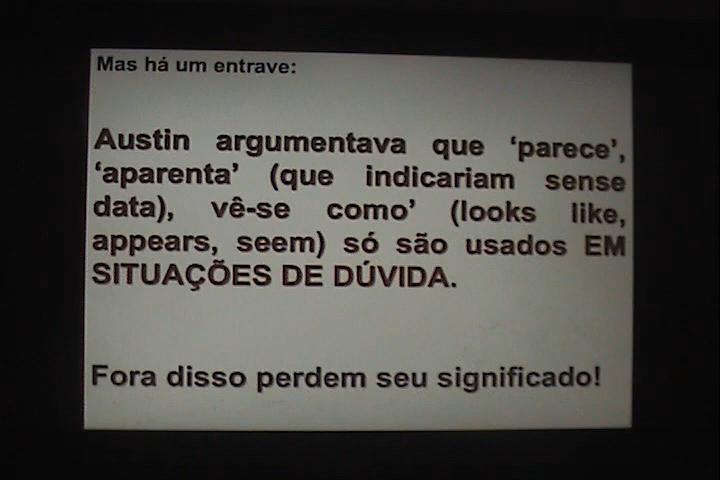 Mas há um entrave:
Austin argumentava que ‘parece’,
‘aparenta’ (que indicariam sense
data), vê-se como’ (looks like,
appears, seem) só são usados EM
SITUAÇÕES DE DÚVIDA.
Fora disso perdem seu significado!